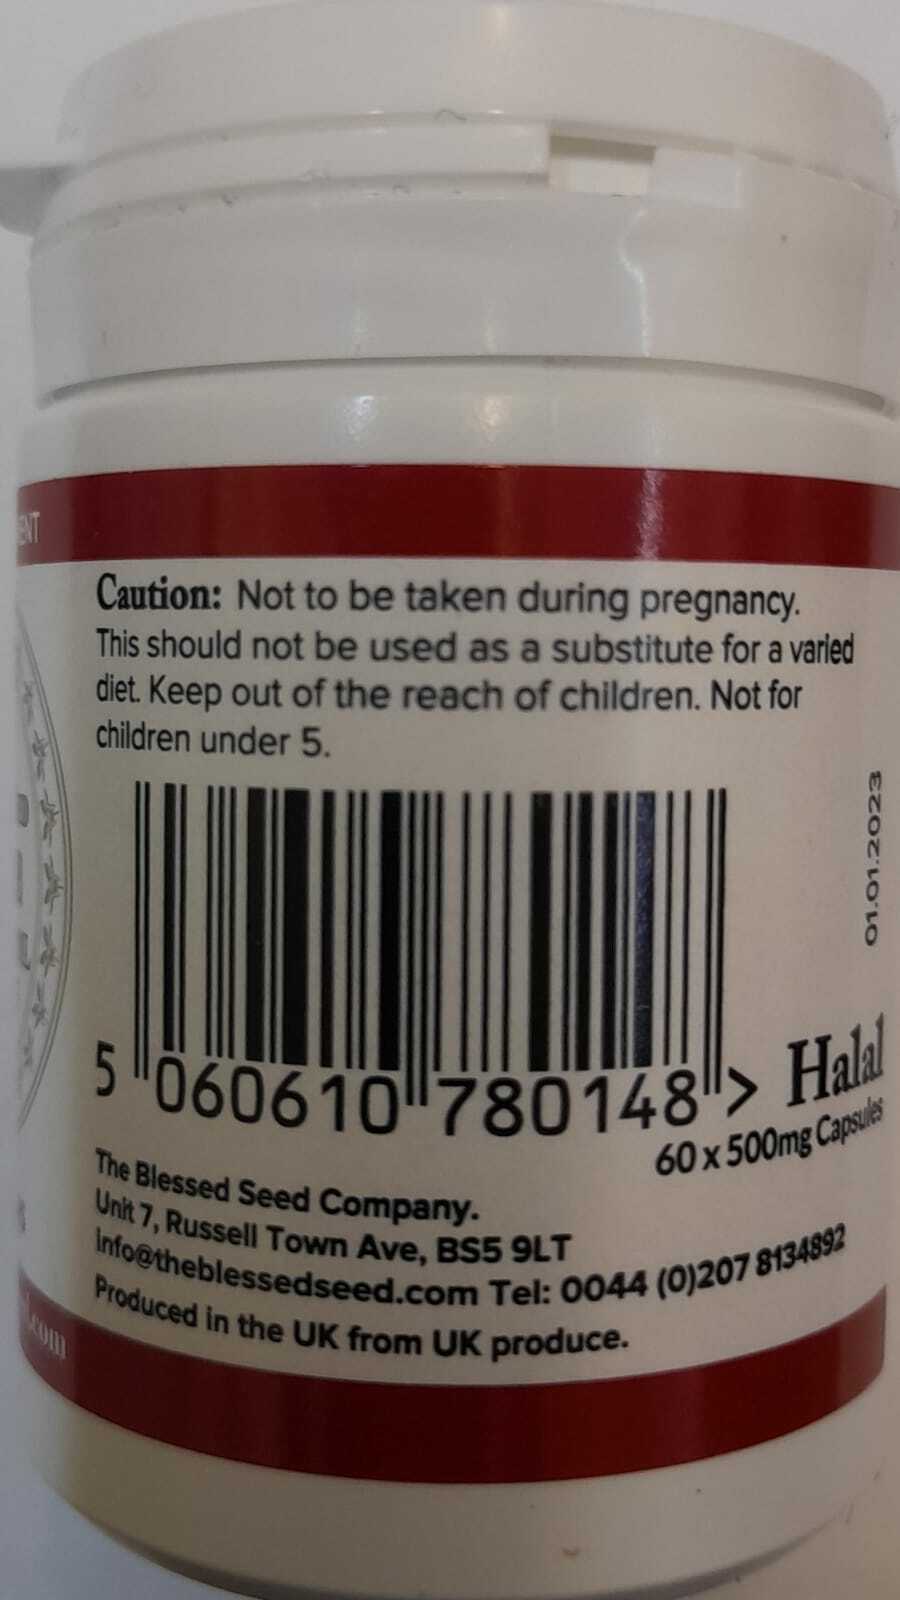 ENT
Caution: Not to be taken during pregnancy.
This should not be used as a substitute for a varied
diet. Keep out of the reach of children. Not for
children under 5.
01.01.2023
5 060610 780148 >
Halal
60 x 500mg Capsules
The Blessed Seed Company.
Unit 7, Russell Town Ave, BS5 9LT
info@theblessedseed.com Tel: 0044 (0)207 8134892
Produced in the UK from UK produce.
.com